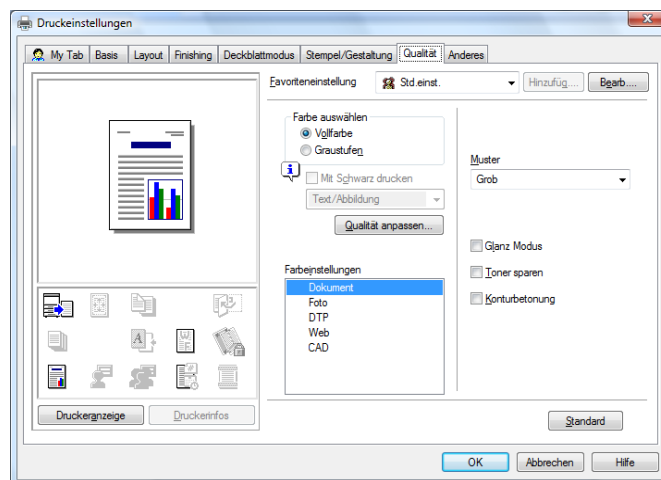 Druckeinstellungen
My Tab Basis Layout Finishing Deckblattmodus Stempel/Gestaltung Qualität Anderes
Favoriteneinstellung Std.einst. Hinzufüg.... Bearb....
Farbe auswählen
Vollfarbe
Graustufen
Mit Schwarz drucken
Text/Abbildung
Qualität anpassen...
Muster
Grob
Glanz Modus
Toner sparen
Konturbetonung
Farbeinstellungen
Dokument
Foto
DTP
Web
CAD
Druckeranzeige Druckerinfos
Standard
OK Abbrechen Hilfe